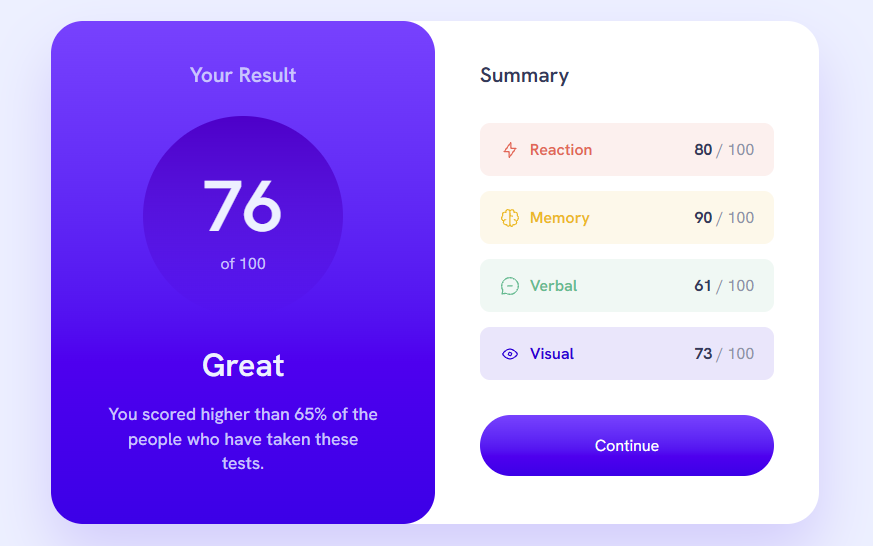 Your Result
76
of 100
Great
You scored higher than 65% of the
people who have taken these
tests.
Summary
Reaction 80 / 100
Memory 90 / 100
Verbal 61 / 100
Visual 73 / 100
Continue